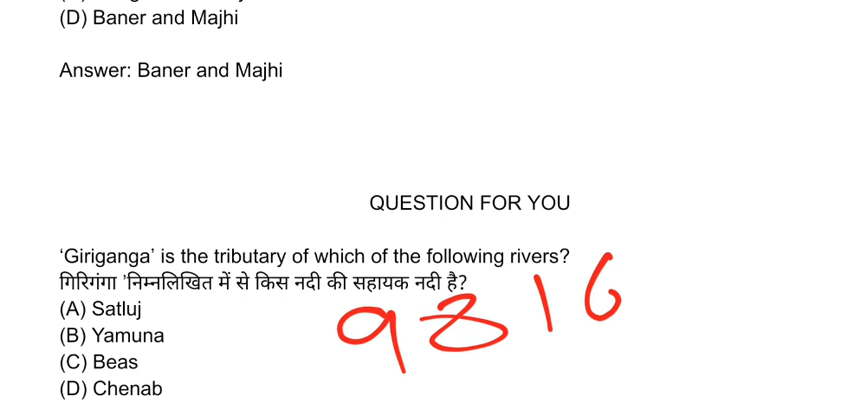 (D) Baner and Majhi
Answer: Baner and Majhi
QUESTION FOR YOU
‘Giriganga’ is the tributary of which of the following rivers?
गिरिगंगा ’निम्नलिखित में से किस नदी की सहायक नदी है?
(A) Satluj
(B) Yamuna
(C) Beas
(D) Chenab
9316